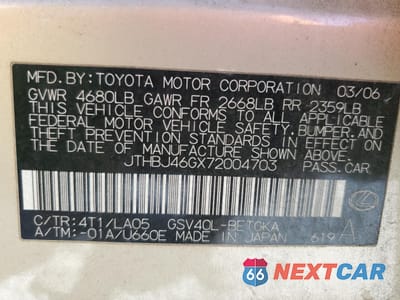 MFD. BY: TOYOTA MOTOR CORPORATION 03/06
GVWR 4680LB GAWR FR 2668LB RR 2359LB
THIS VEHICLE CONFORMS TO ALL APPLICABLE
FEDERAL MOTOR VEHICLE SAFETY, BUMPER, AND
THEFT PREVENTION STANDARDS IN EFFECT ON
THE DATE OF MANUFACTURE SHOWN ABOVE.
JTHBJ46GX72004703 PASS. CAR
C/TR: 4T1/LA05 GSV40L-BETGKA
A/TM: -01A/U660E MADE IN JAPAN 619
A
66 NEXTCAR